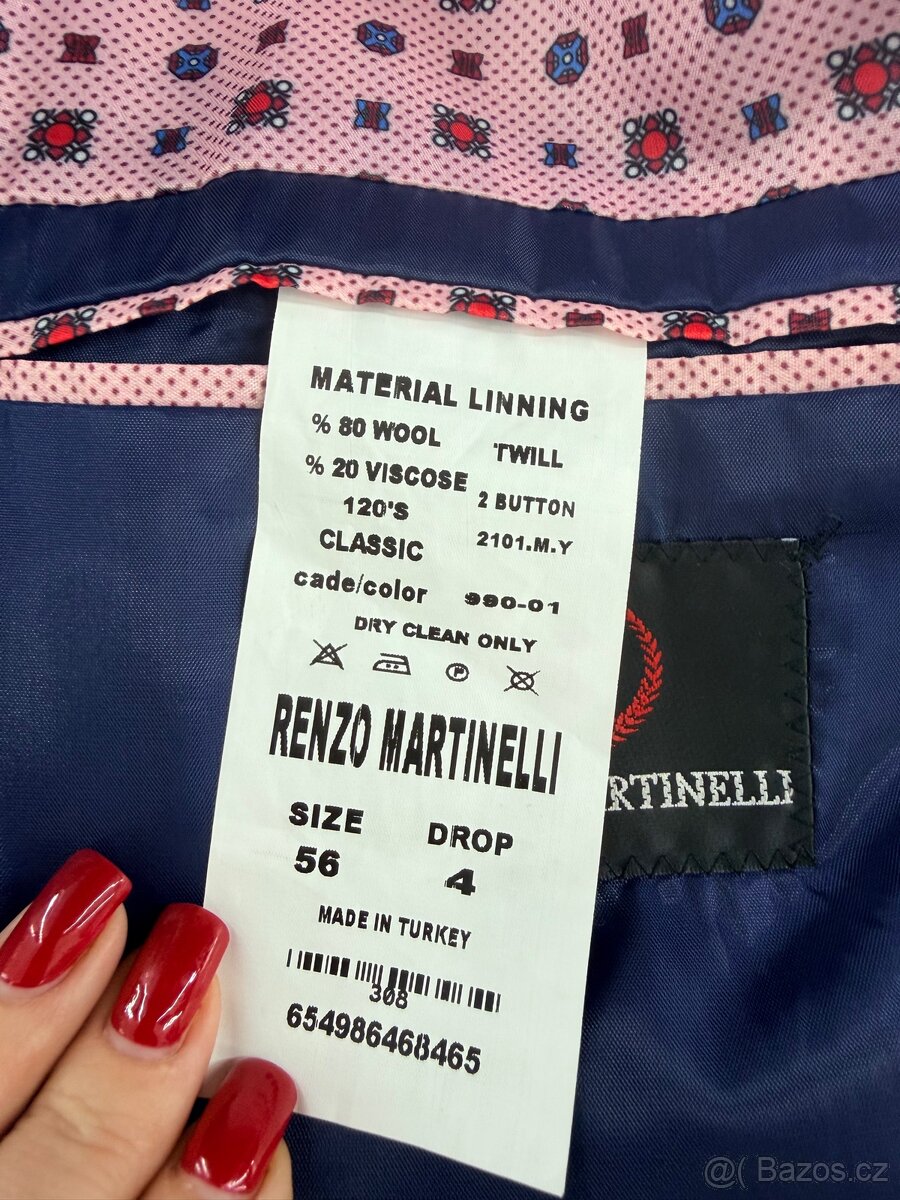 MATERIAL LINNING
% 80 WOOL TWILL
% 20 VISCOSE 2 BUTTON
120'S
CLASSIC 2101.M.Y
cade/color 990-01
DRY CLEAN ONLY
P
RENZO MARTINELLI
RTINELLI
SIZE DROP
56 4
MADE IN TURKEY
308
654986468465
@( Bazos.cz